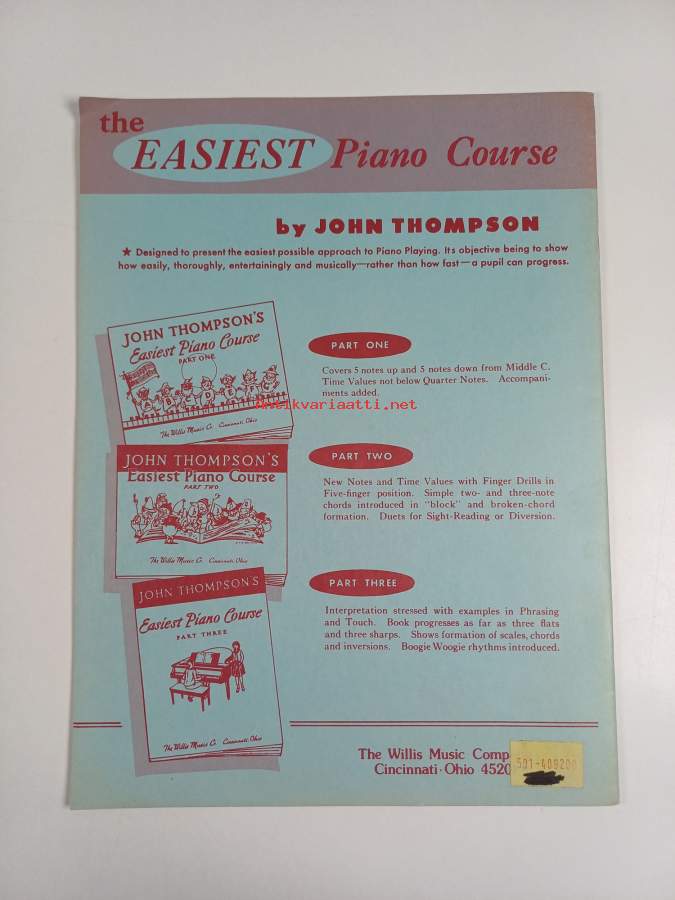 the
EASIEST Piano Course
by JOHN THOMPSON
★ Designed to present the easiest possible approach to Piano Playing. Its objective being to show
how easily, thoroughly, entertainingly and musically—rather than how fast—a pupil can progress.
JOHN THOMPSON'S
Easiest Piano Course
PART ONE
A B C D E F G
The Willis Music Co. Cincinnati, Ohio
PART ONE
Covers 5 notes up and 5 notes down from Middle C.
Time Values not below Quarter Notes. Accompani-
ments added.
antikvariaatti.net
JOHN THOMPSON'S
Easiest Piano Course
PART TWO
The Willis Music Co. Cincinnati, Ohio
PART TWO
New Notes and Time Values with Finger Drills in
Five-finger position. Simple two- and three-note
chords introduced in "block" and broken-chord
formation. Duets for Sight-Reading or Diversion.
JOHN THOMPSON'S
Easiest Piano Course
PART THREE
The Willis Music Co. Cincinnati, Ohio
PART THREE
Interpretation stressed with examples in Phrasing
and Touch. Book progresses as far as three flats
and three sharps. Shows formation of scales, chords
and inversions. Boogie Woogie rhythms introduced.
The Willis Music Comp
Cincinnati · Ohio 4520